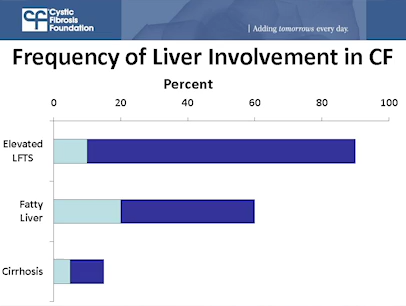 Cystic
Fibrosis
Foundation
CF
| Adding tomorrows every day.
Frequency of Liver Involvement in CF
Percent
0 20 40 60 80 100
Elevated
LFTS
Fatty
Liver
Cirrhosis